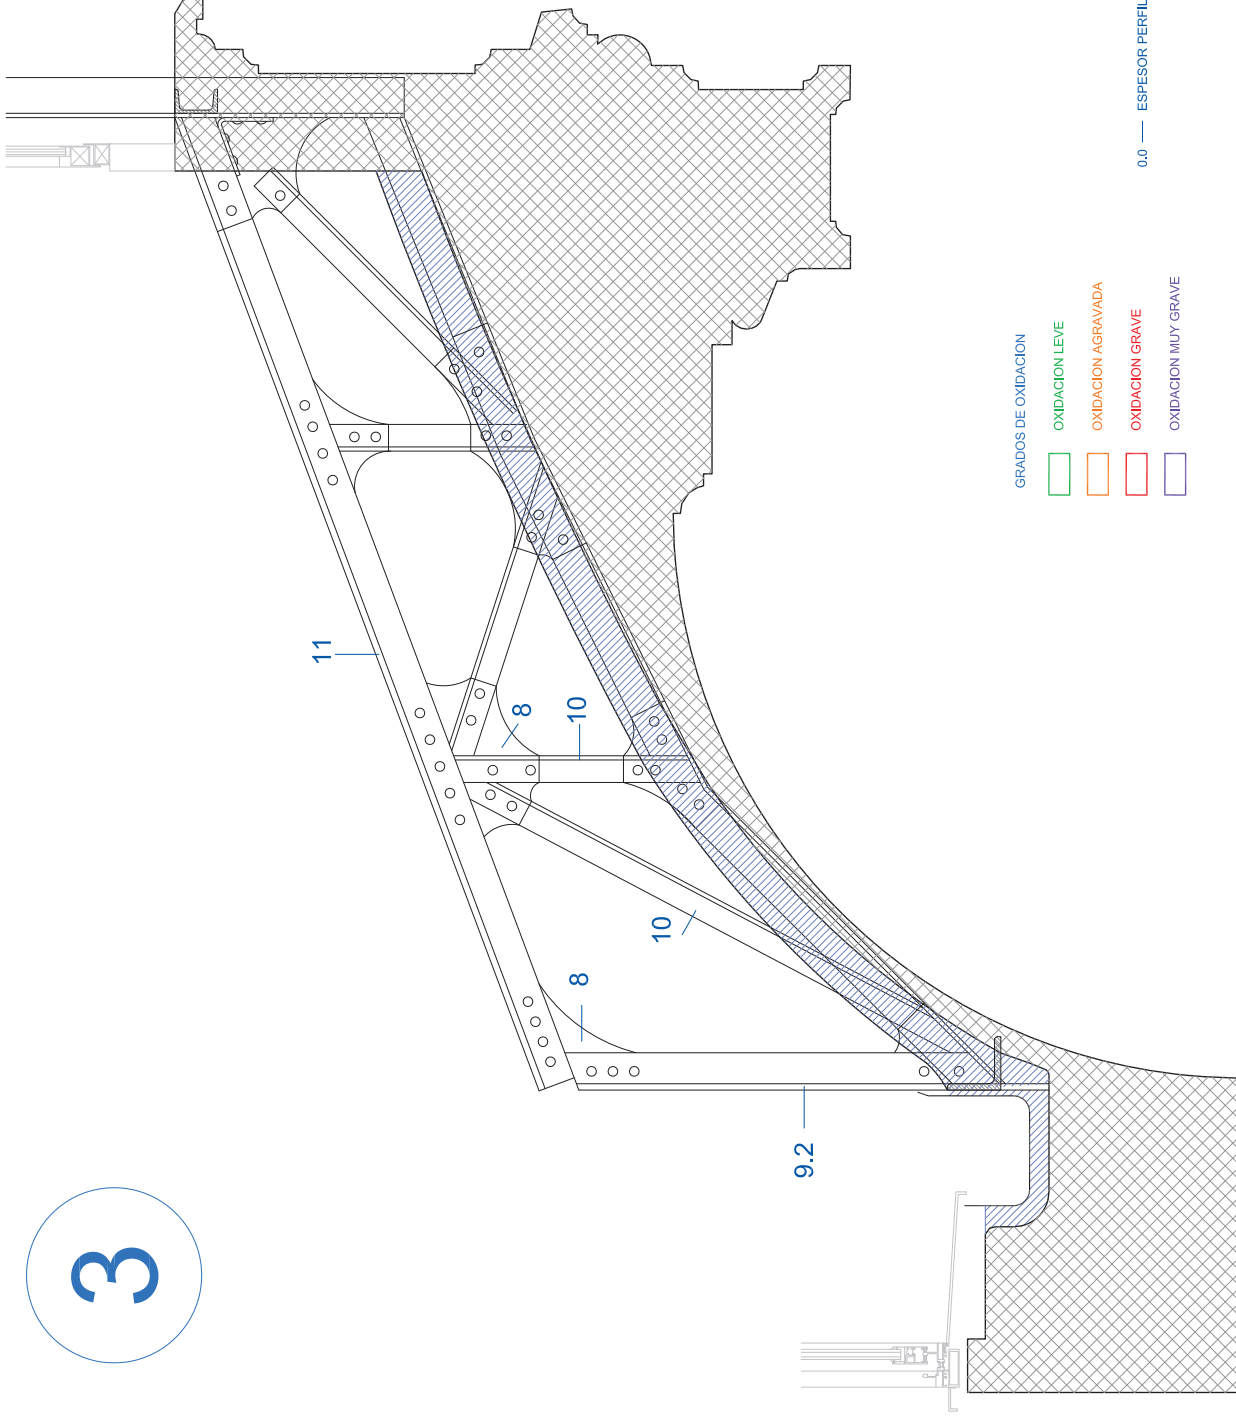 3
11
8
10
10
8
9.2
GRADOS DE OXIDACION
OXIDACION LEVE
OXIDACION AGRAVADA
OXIDACION GRAVE
OXIDACION MUY GRAVE
0.0 — ESPESOR PERFIL